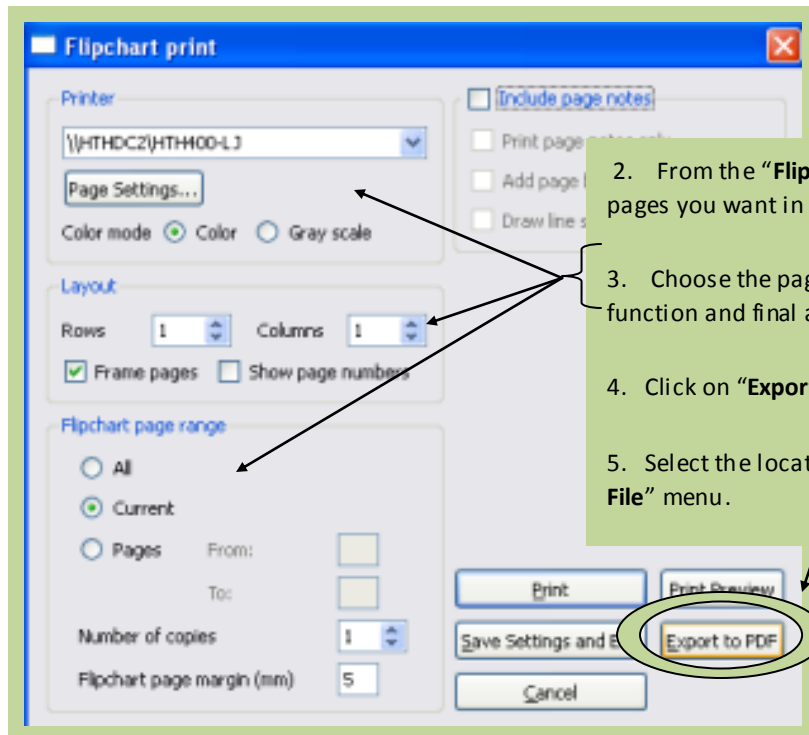 Flipchart print
Printer
\\HTHDC2\HTH400-LJ
Page Settings...
Color mode Color Gray scale
Include page notes
Print page notes only
Add page
Draw line
Layout
Rows 1 Columns 1
Frame pages Show page numbers
Flipchart page range
All
Current
Pages From:
To:
Number of copies 1
Flipchart page margin (mm) 5
2. From the “Flip
pages you want in
3. Choose the pag
function and final a
4. Click on “Expor
5. Select the locat
File” menu.
Print Print Preview
Save Settings and E
Export to PDF
Cancel